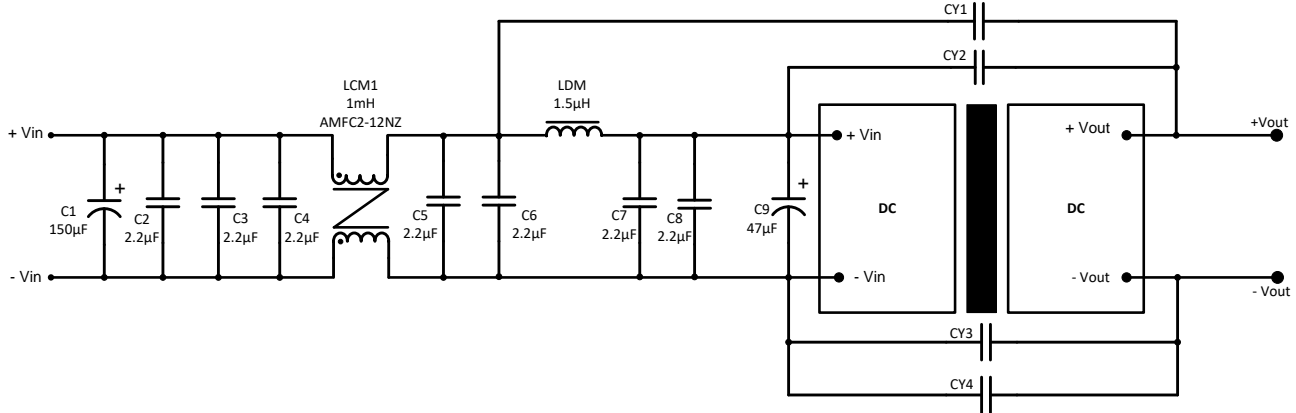 CY1
CY2
LCM1
1mH
AMFC2-12NZ
LDM
1.5µH
+ Vin
+ Vin
+ Vout
+Vout
C1
150µF
+
C2
2.2µF
C3
2.2µF
C4
2.2µF
C5
2.2µF
C6
2.2µF
C7
2.2µF
C8
2.2µF
C9
47µF
+
DC
DC
- Vin
- Vin
- Vout
- Vout
CY3
CY4